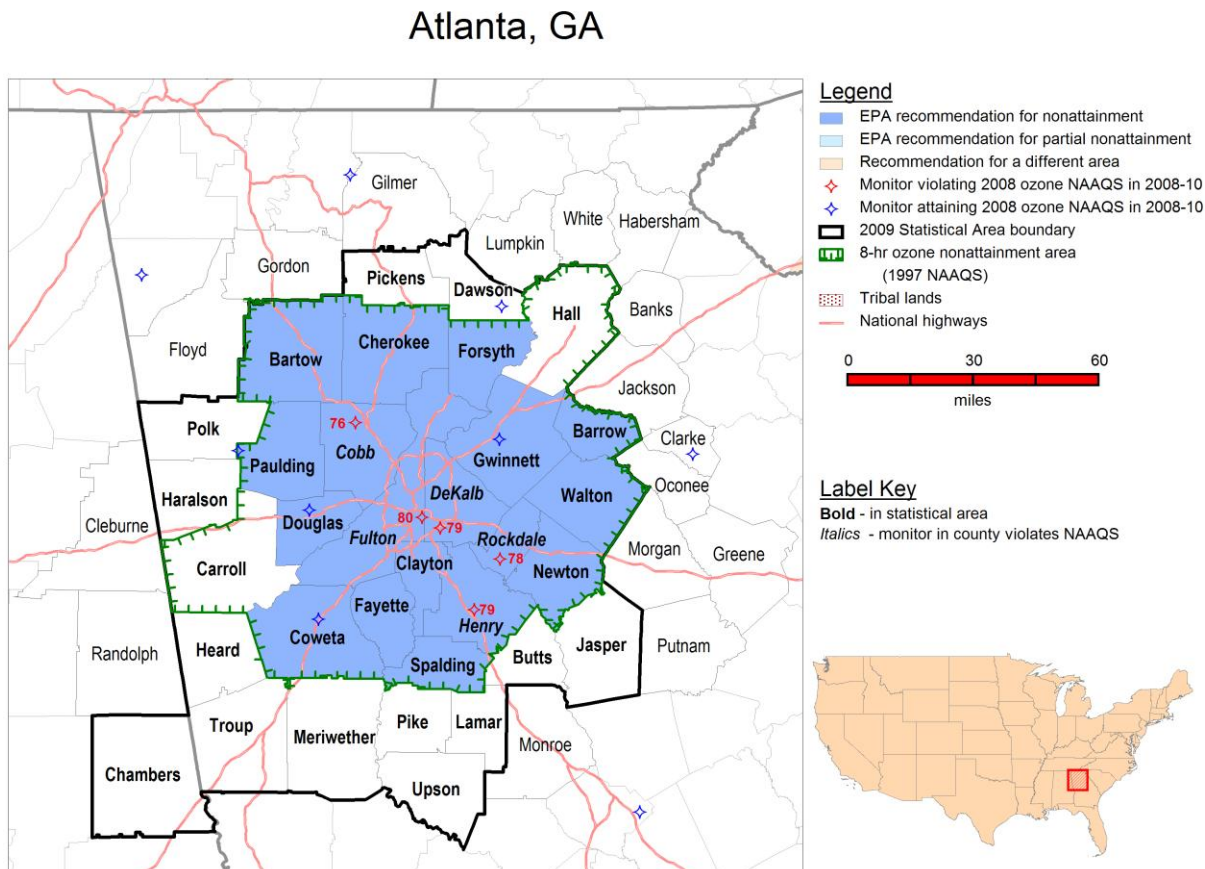 Atlanta, GA
Gilmer
White
Habersham
Lumpkin
Gordon
Pickens
Dawson
Hall
Banks
Floyd
Bartow
Cherokee
Forsyth
Jackson
Polk
76
Cobb
Barrow
Clarke
Paulding
Gwinnett
Oconee
Haralson
DeKalb
Walton
Cleburne
Douglas
80
79
Fulton
Rockdale
Morgan
Greene
78
Carroll
Clayton
Newton
Fayette
79
Henry
Coweta
Randolph
Heard
Spalding
Butts
Jasper
Putnam
Troup
Meriwether
Pike
Lamar
Monroe
Chambers
Upson
Legend
EPA recommendation for nonattainment
EPA recommendation for partial nonattainment
Recommendation for a different area
Monitor violating 2008 ozone NAAQS in 2008-10
Monitor attaining 2008 ozone NAAQS in 2008-10
2009 Statistical Area boundary
8-hr ozone nonattainment area
(1997 NAAQS)
Tribal lands
National highways
0 30 60
miles
Label Key
Bold - in statistical area
Italics - monitor in county violates NAAQS